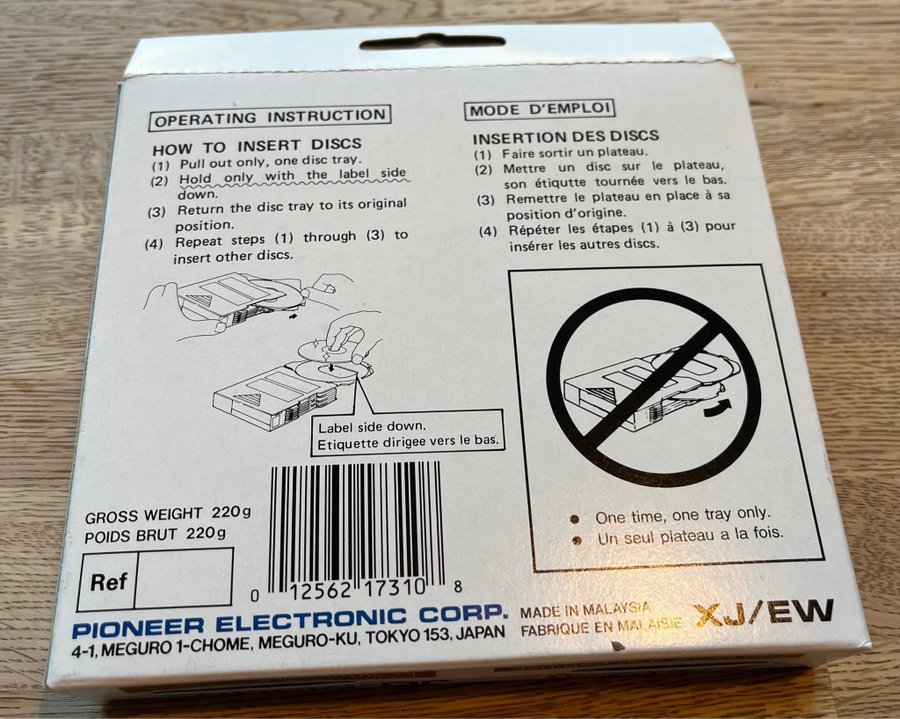 OPERATING INSTRUCTION
HOW TO INSERT DISCS
(1) Pull out only, one disc tray.
(2) Hold only with the label side
down.
(3) Return the disc tray to its original
position.
(4) Repeat steps (1) through (3) to
insert other discs.
MODE D'EMPLOI
INSERTION DES DISCS
(1) Faire sortir un plateau.
(2) Mettre un disc sur le plateau,
son étiqutte tournée vers le bas.
(3) Remettre le plateau en place à sa
position d'origine.
(4) Répéter les étapes (1) à (3) pour
insérer les autres discs.
Label side down.
Etiquette dirigee vers le bas.
One time, one tray only.
Un seul plateau a la fois.
GROSS WEIGHT 220g
POIDS BRUT 220g
Ref
0 12562 17310 8
PIONEER ELECTRONIC CORP.
4-1, MEGURO 1-CHOME, MEGURO-KU, TOKYO 153, JAPAN
MADE IN MALAYSIA
FABRIQUE EN MALAISIE
XJ/EW